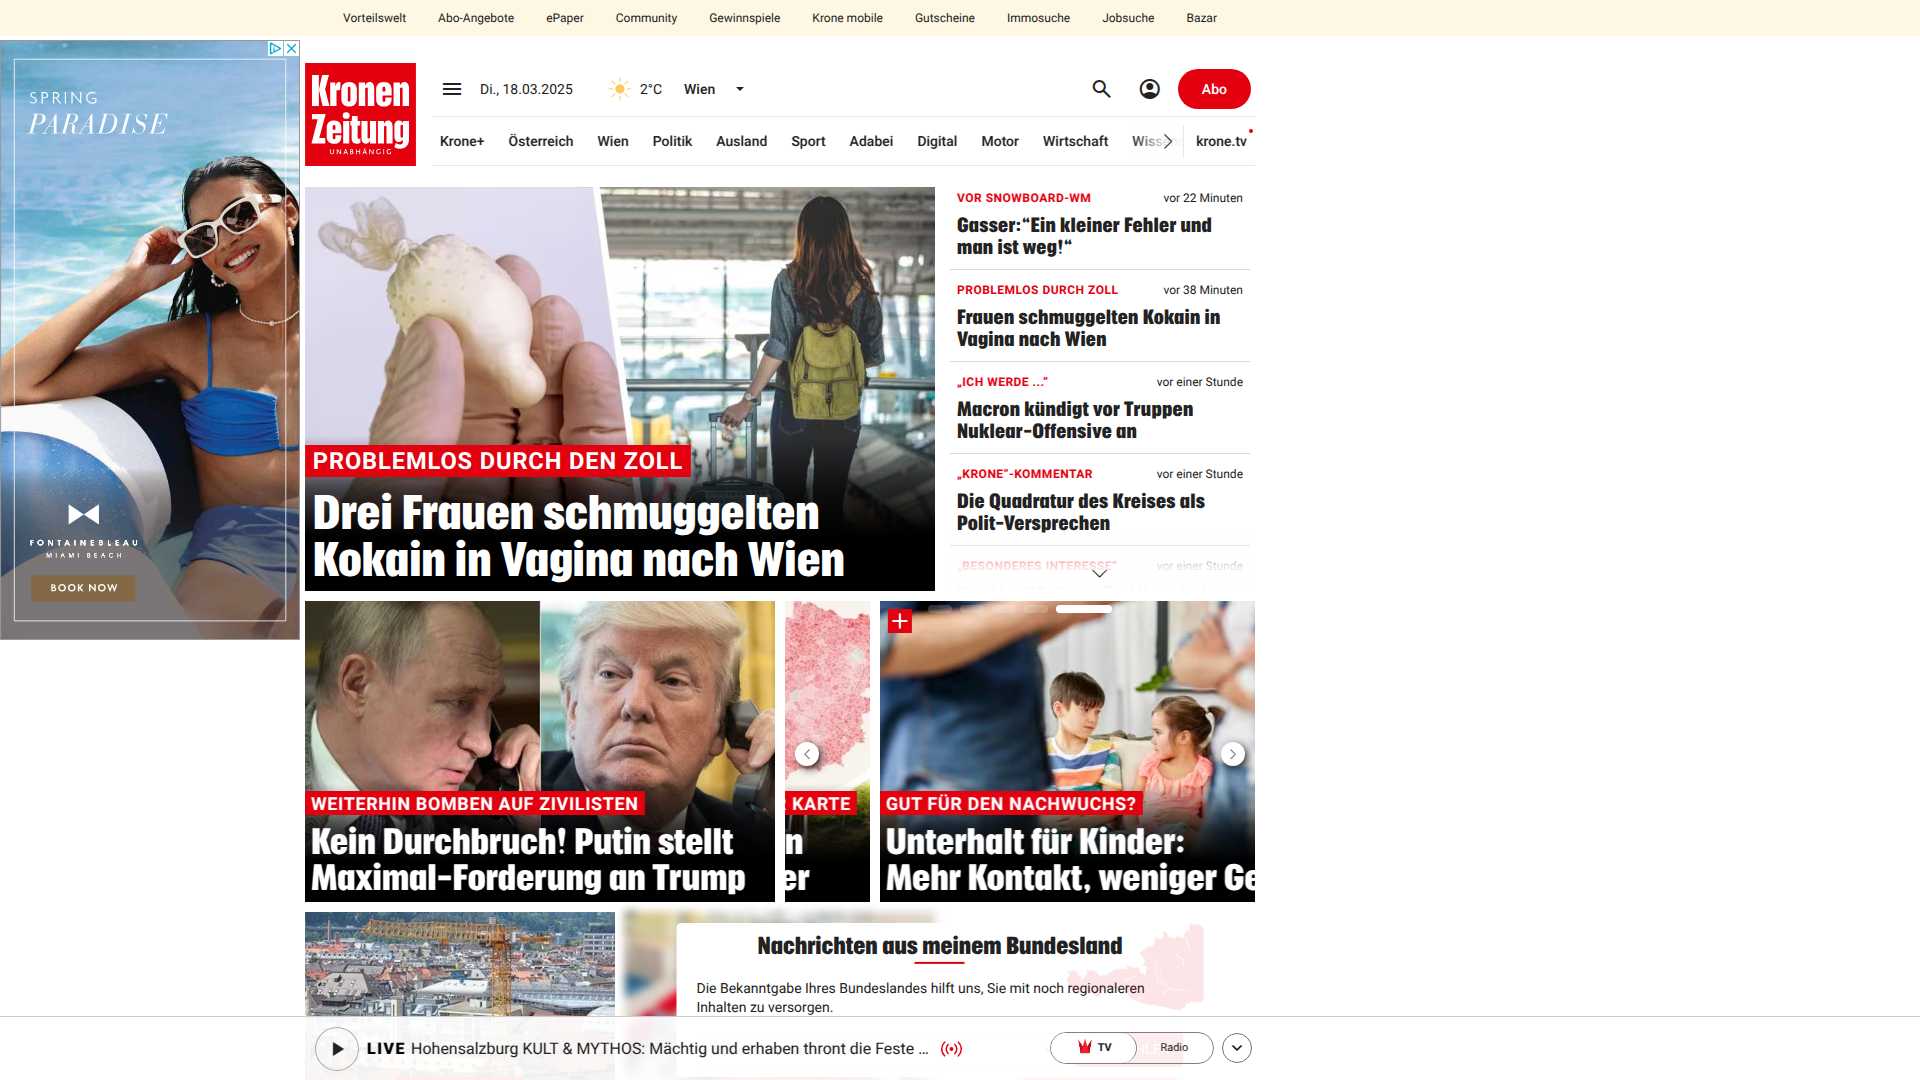 Vorteilswelt Abo-Angebote ePaper Community Gewinnspiele Krone mobile Gutscheine Immosuche Jobsuche Bazar
SPRING
PARADISE
FONTAINEBLEAU
MIAMI BEACH
BOOK NOW
Kronen
Zeitung
UNABHÄNGIG
Di., 18.03.2025 2°C Wien Abo
Krone+ Österreich Wien Politik Ausland Sport Adabei Digital Motor Wirtschaft Wiss krone.tv
PROBLEMLOS DURCH DEN ZOLL
Drei Frauen schmuggelten
Kokain in Vagina nach Wien
VOR SNOWBOARD-WM vor 22 Minuten
Gasser:“Ein kleiner Fehler und
man ist weg!“
PROBLEMLOS DURCH ZOLL vor 38 Minuten
Frauen schmuggelten Kokain in
Vagina nach Wien
„ICH WERDE ...“ vor einer Stunde
Macron kündigt vor Truppen
Nuklear-Offensive an
„KRONE“-KOMMENTAR vor einer Stunde
Die Quadratur des Kreises als
Polit-Versprechen
„BESONDERES INTERESSE“ vor einer Stunde
WEITERHIN BOMBEN AUF ZIVILISTEN
Kein Durchbruch! Putin stellt
Maximal-Forderung an Trump
KARTE
n
er
GUT FÜR DEN NACHWUCHS?
Unterhalt für Kinder:
Mehr Kontakt, weniger Ge
Nachrichten aus meinem Bundesland
Die Bekanntgabe Ihres Bundeslandes hilft uns, Sie mit noch regionaleren
Inhalten zu versorgen.
LIVE Hohensalzburg KULT & MYTHOS: Mächtig und erhaben thront die Feste ... TV Radio